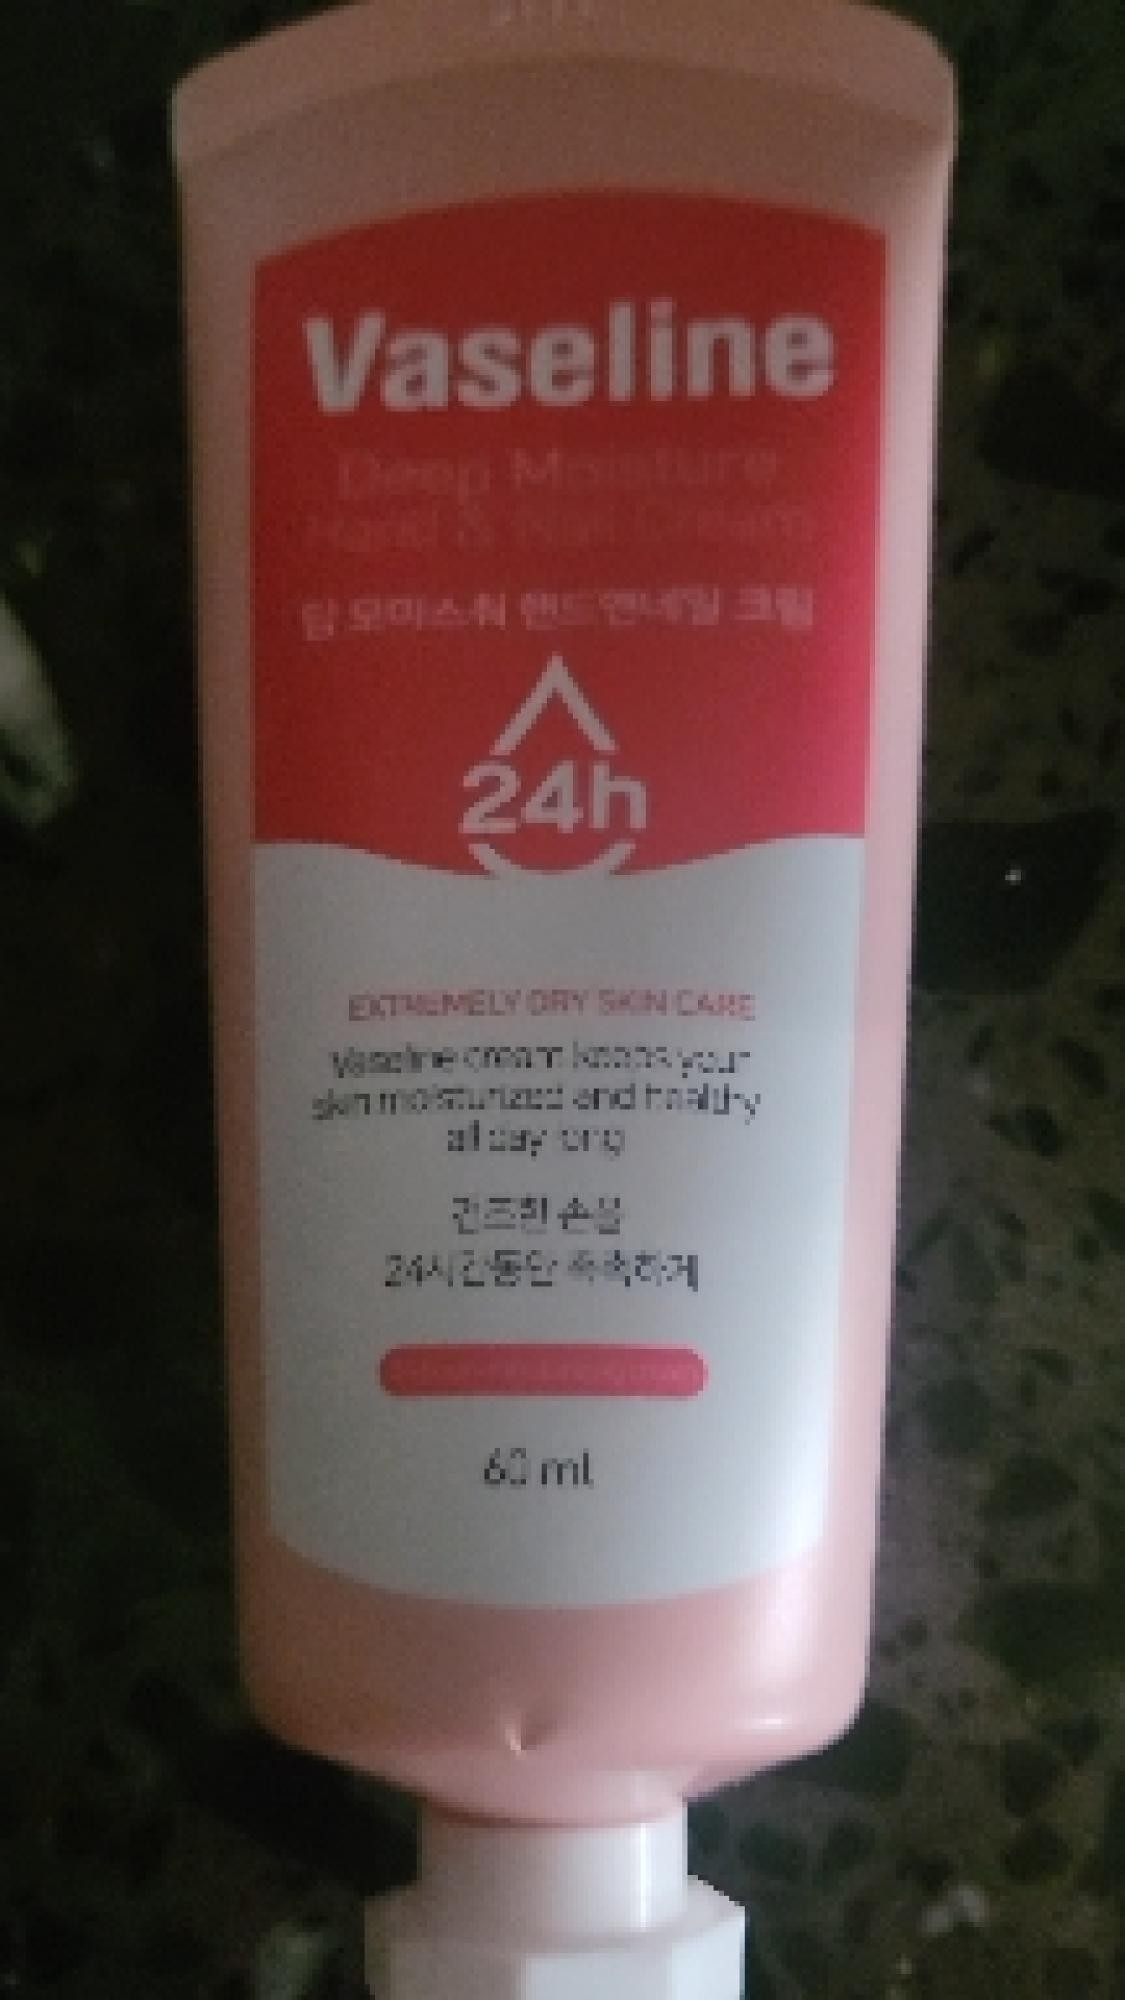 Vaseline
Deep Moisture
Hand & Nail Cream
24h
EXTREMELY DRY SKIN CARE
Vaseline cream keeps your
skin moisturized and healthy
all day long
건조한 손을
24시간동안 촉촉하게
60 ml